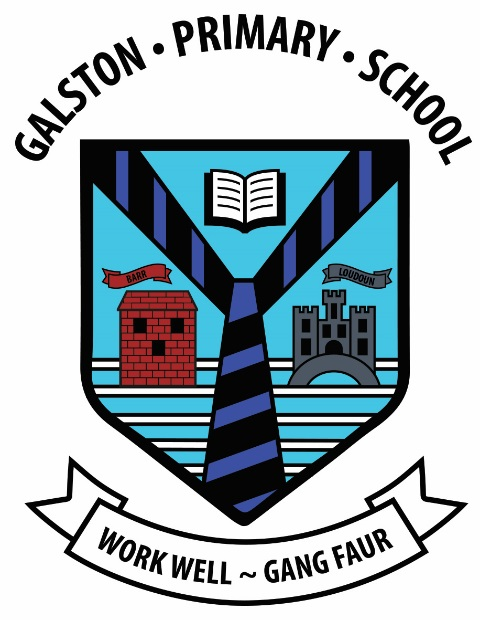 GALSTON • PRIMARY • SCHOOL
BARR
LOUDOUN
WORK WELL ~ GANG FAUR